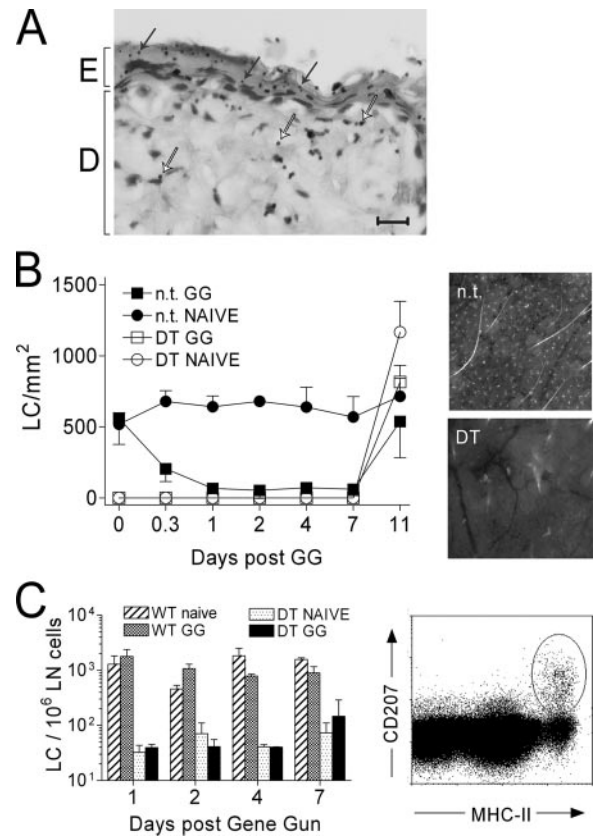 A
E
D
B
1500
1000
500
0
LC/mm²
n.t. GG
n.t. NAIVE
DT GG
DT NAIVE
0 0.3 1 2 4 7 11
Days post GG
n.t.
DT
C
10⁴
10³
10²
10¹
LC / 10⁶ LN cells
WT naive
WT GG
DT NAIVE
DT GG
1 2 4 7
Days post Gene Gun
CD207
MHC-II